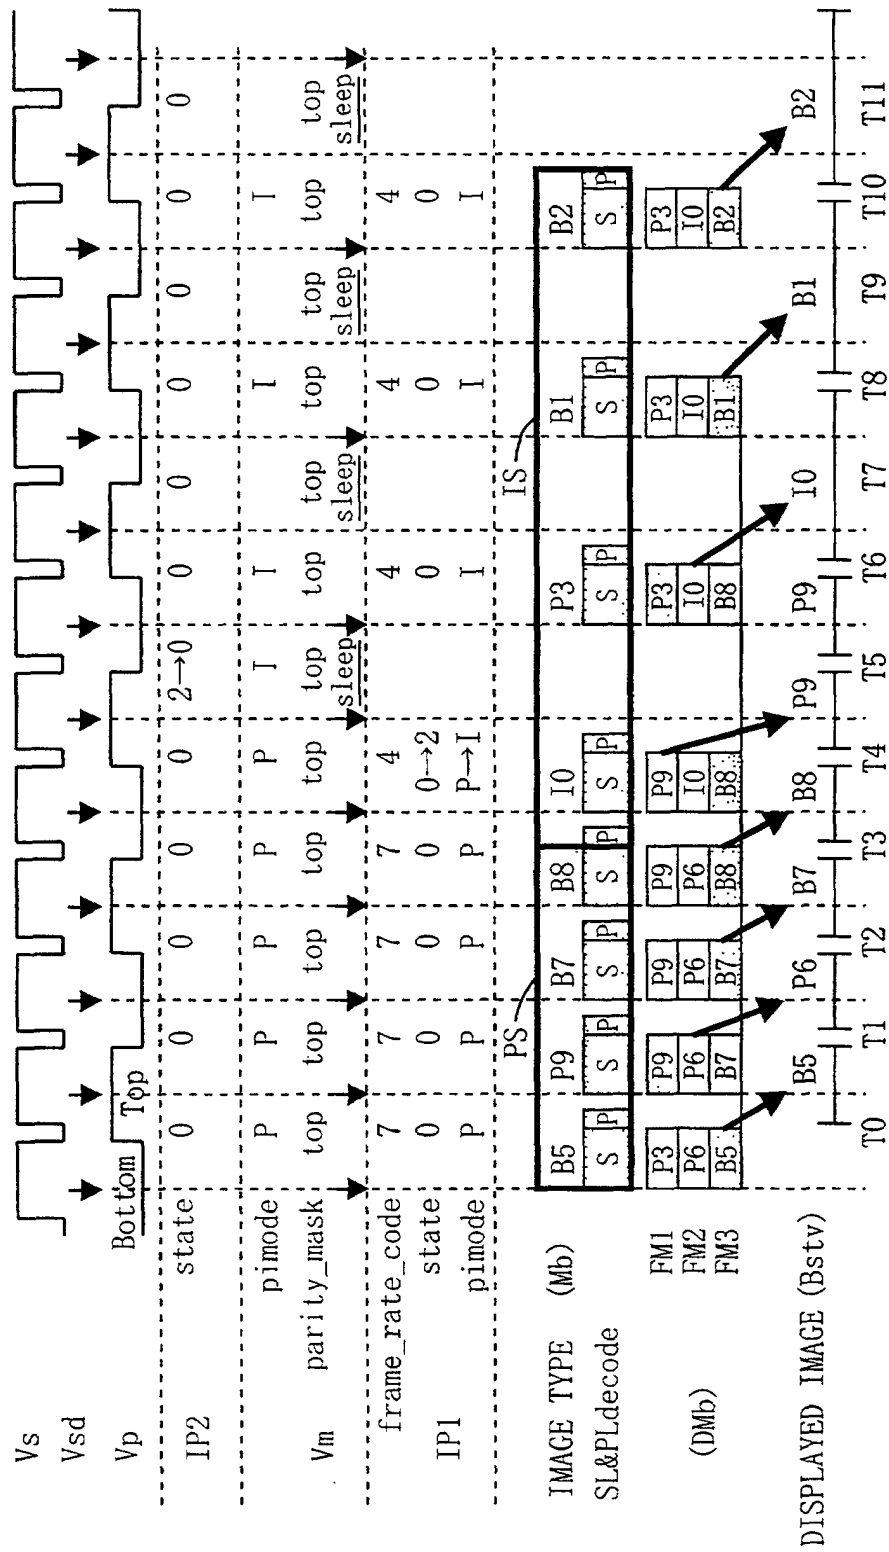 Vs
Vsd
Vp Bottom Top
IP2 state 0 0 0 0 0 2→0 0 0 0 0 0 0
pimode P P P P P I I I I
Vm parity_mask top top top top top top top top top top top top
sleep sleep sleep sleep
frame_rate_code 7 7 7 7 4 4 4 4
IP1 state 0 0 0 0 0→2 0 0 0
pimode P P P P P→I I I I
PS IS
IMAGE TYPE (Mb) B5 P9 B7 B8 I0 P3 B1 B2
SL&PLdecode S P S P S P S P S P S P S P S P
FM1 P3 P9 P9 P9 P9 P3 P3 P3
(DMb) FM2 P6 P6 P6 P6 I0 I0 I0 I0
FM3 B5 B7 B7 B8 B8 B8 B1 B2
DISPLAYED IMAGE (Bstv) B5 P6 B7 B8 P9 P9 I0 B1 B2
T0 T1 T2 T3 T4 T5 T6 T7 T8 T9 T10 T11